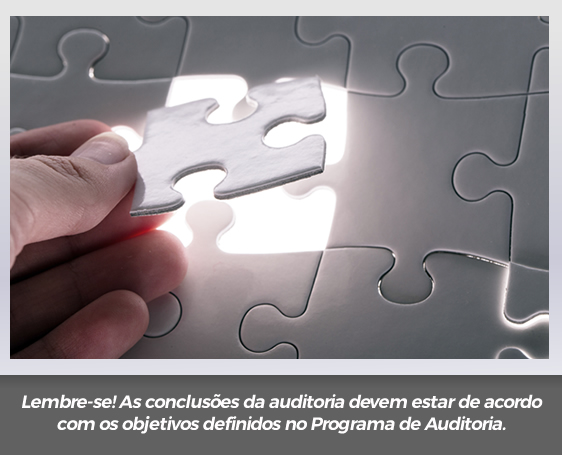 Lembre-se! As conclusões da auditoria devem estar de acordo
com os objetivos definidos no Programa de Auditoria.